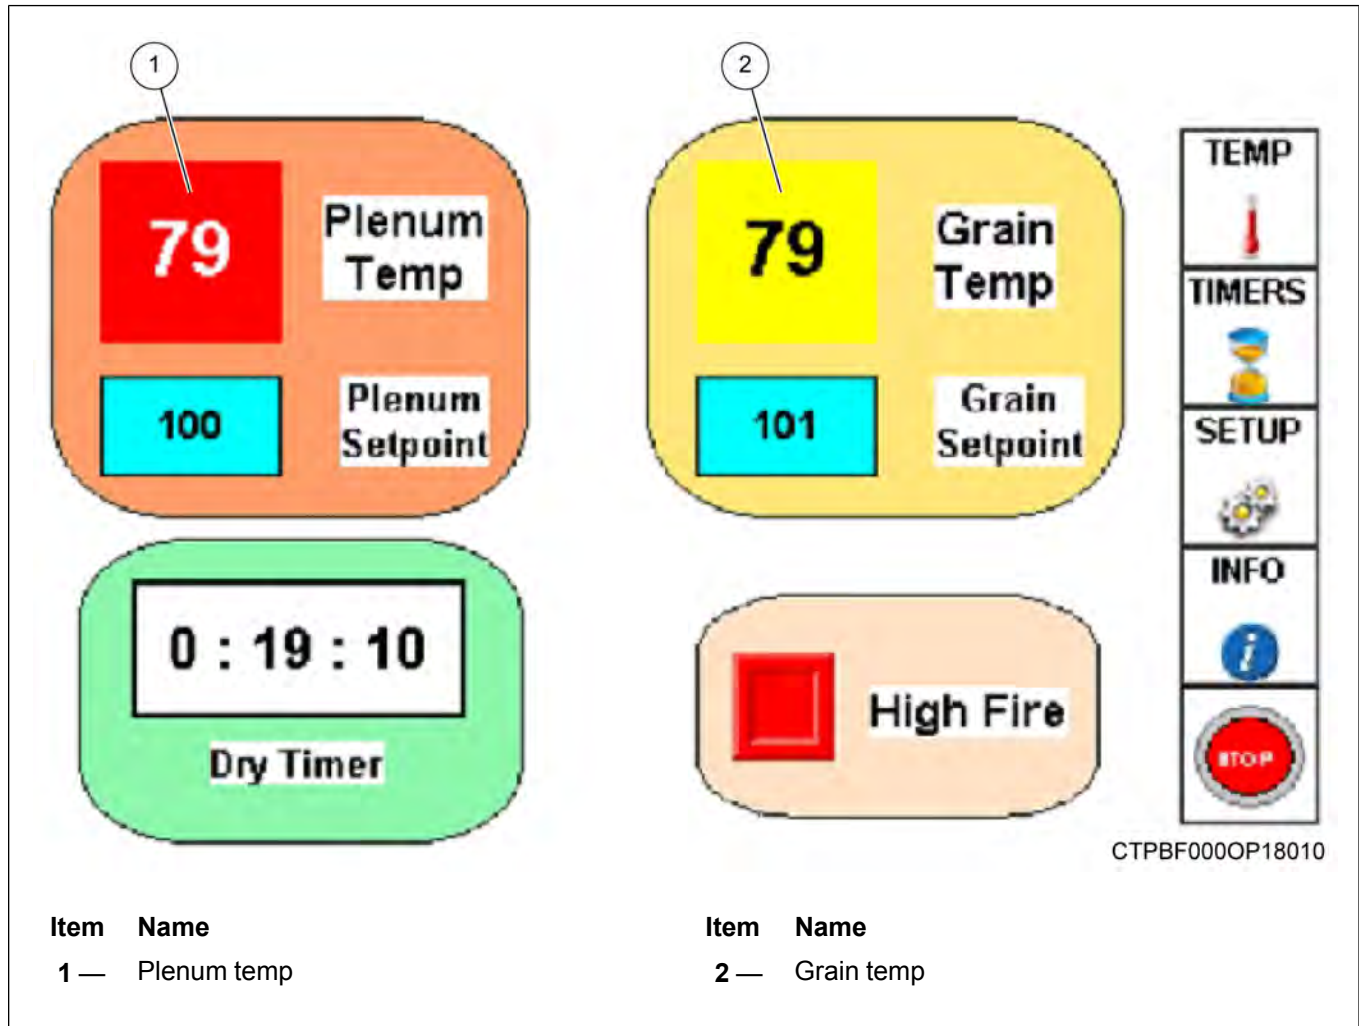 1
2
79
Plenum
Temp
100
Plenum
Setpoint
79
Grain
Temp
101
Grain
Setpoint
TEMP
TIMERS
SETUP
INFO
i
STOP
0 : 19 : 10
Dry Timer
High Fire
CTPBF000OP18010
Item Name
1 — Plenum temp
Item Name
2 — Grain temp